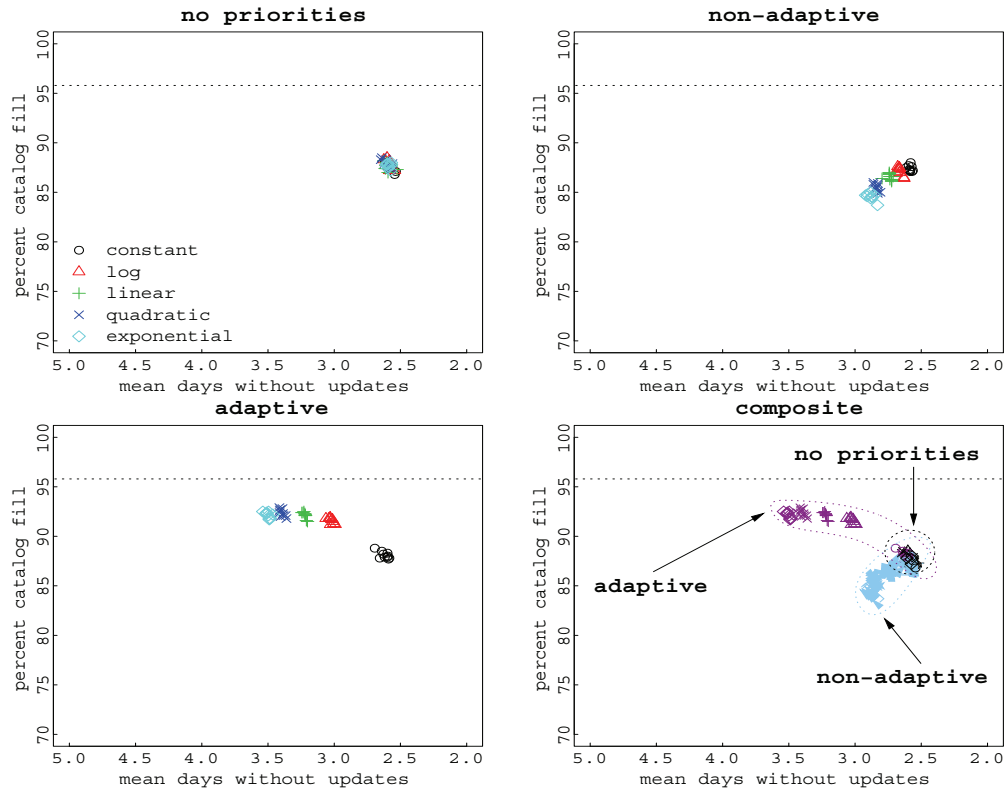 no priorities
percent catalog fill
100
95
90
85
80
75
70
constant
log
linear
quadratic
exponential
5.0 4.5 4.0 3.5 3.0 2.5 2.0
mean days without updates
non-adaptive
percent catalog fill
100
95
90
85
80
75
70
5.0 4.5 4.0 3.5 3.0 2.5 2.0
mean days without updates
adaptive
percent catalog fill
100
95
90
85
80
75
70
5.0 4.5 4.0 3.5 3.0 2.5 2.0
mean days without updates
composite
percent catalog fill
100
95
90
85
80
75
70
no priorities
adaptive
non-adaptive
5.0 4.5 4.0 3.5 3.0 2.5 2.0
mean days without updates